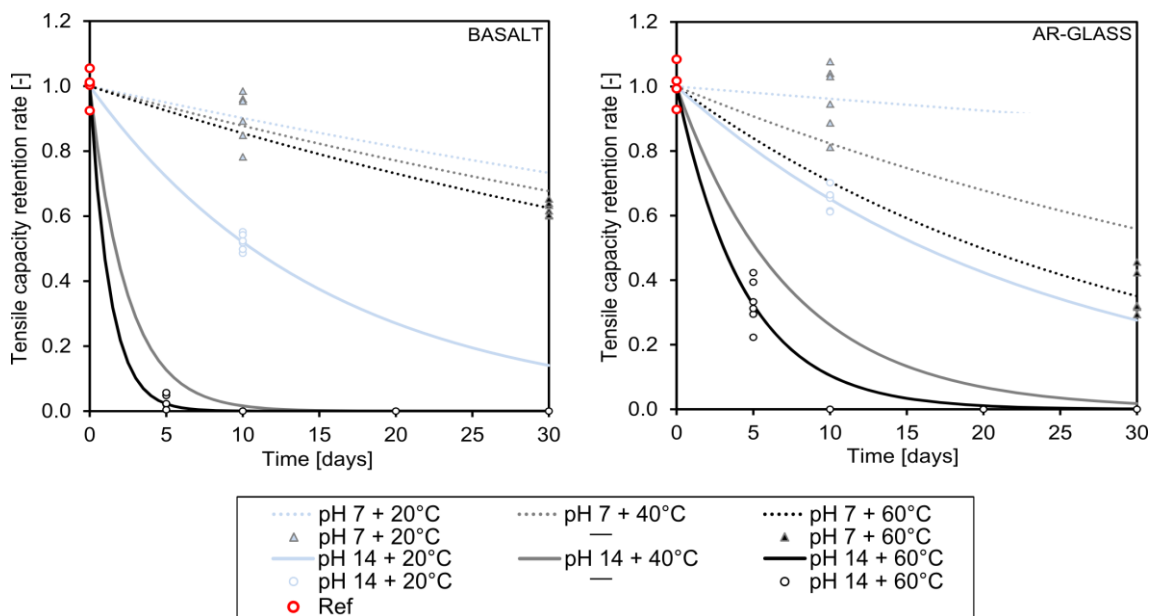 BASALT
Tensile capacity retention rate [-]
1.2
1.0
0.8
0.6
0.4
0.2
0.0
0 5 10 15 20 25 30
Time [days]
AR-GLASS
Tensile capacity retention rate [-]
1.2
1.0
0.8
0.6
0.4
0.2
0.0
0 5 10 15 20 25 30
Time [days]
pH 7 + 20°C pH 7 + 40°C pH 7 + 60°C
pH 7 + 20°C — pH 7 + 60°C
pH 14 + 20°C pH 14 + 40°C pH 14 + 60°C
pH 14 + 20°C — pH 14 + 60°C
Ref